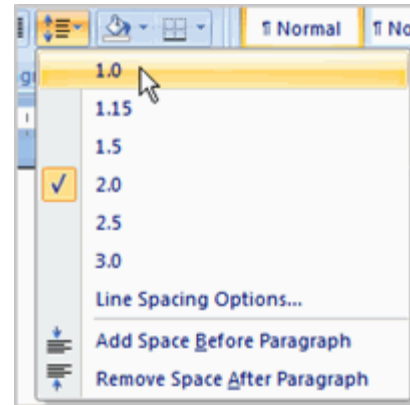 ¶ Normal ¶ No
1.0
1.15
1.5
2.0
2.5
3.0
Line Spacing Options...
Add Space Before Paragraph
Remove Space After Paragraph